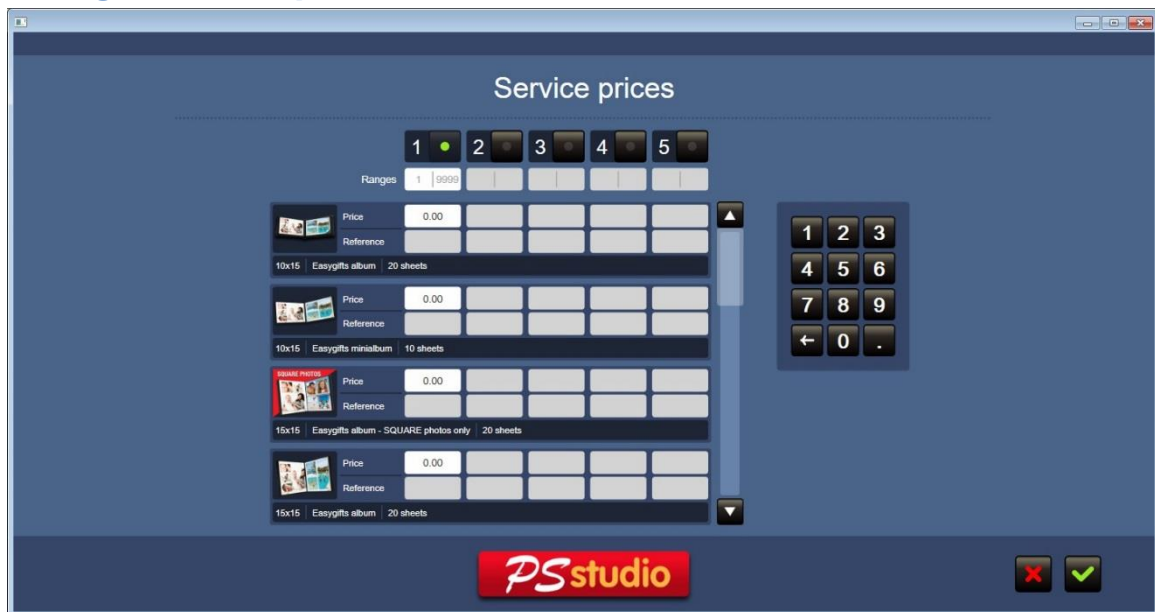 Service prices
1 2 3 4 5
Ranges 1 9999
Price 0.00
Reference
10x15 Easygifts album 20 sheets
Price 0.00
Reference
10x15 Easygifts minialbum 10 sheets
SQUARE PHOTOS
Price 0.00
Reference
15x15 Easygifts album - SQUARE photos only 20 sheets
Price 0.00
Reference
15x15 Easygifts album 20 sheets
1 2 3
4 5 6
7 8 9
← 0 .
PSstudio